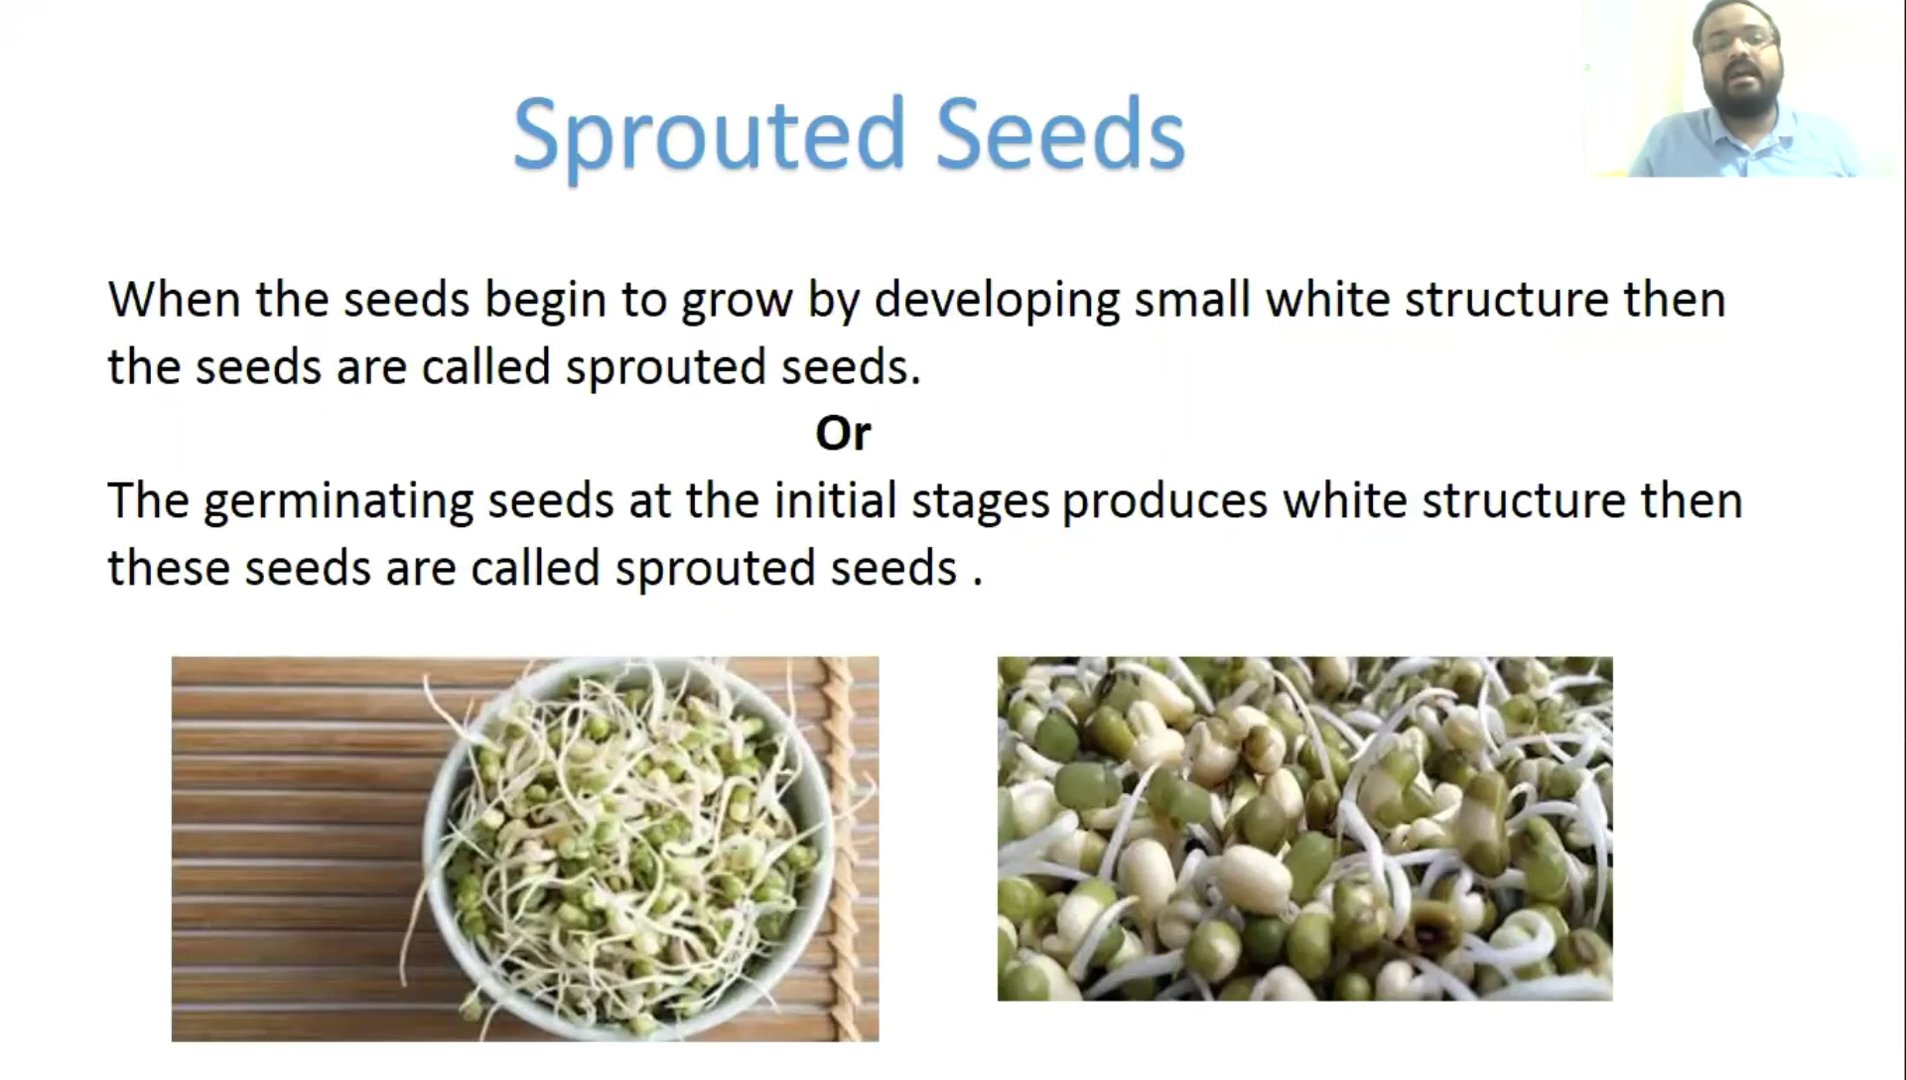 Sprouted Seeds
When the seeds begin to grow by developing small white structure then
the seeds are called sprouted seeds.
Or
The germinating seeds at the initial stages produces white structure then
these seeds are called sprouted seeds .